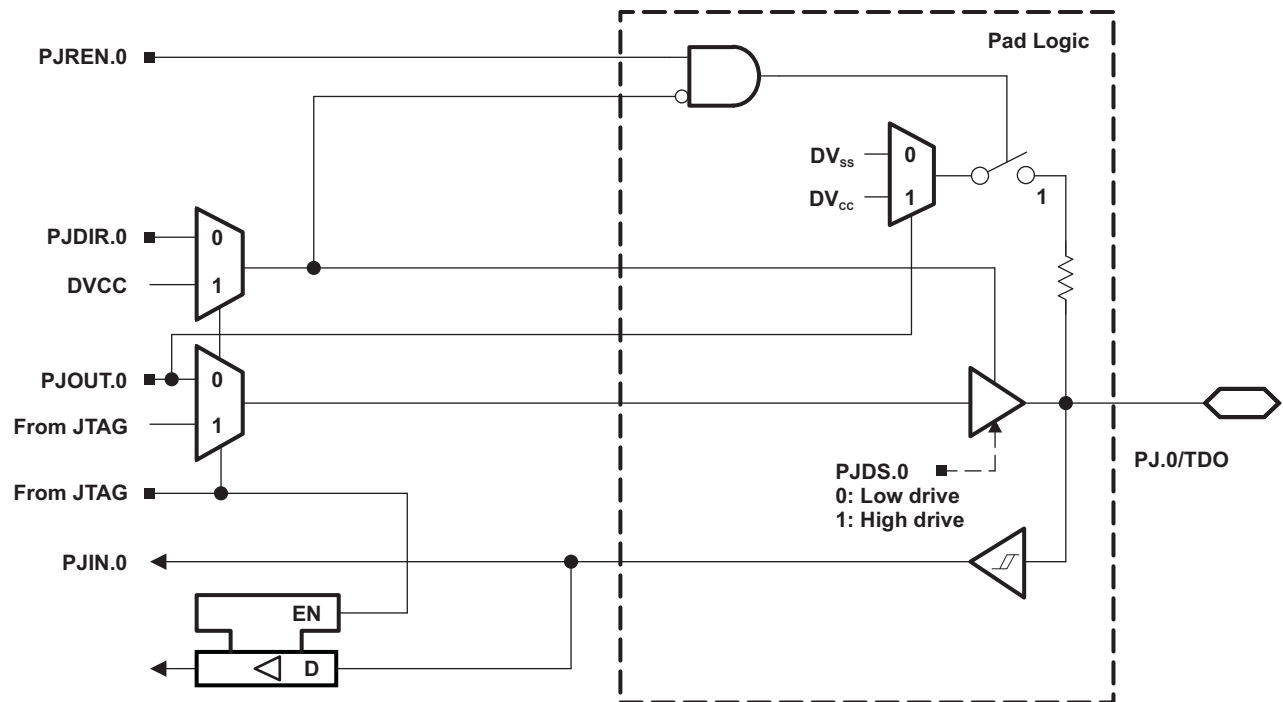 Pad Logic
PJREN.0
DVSS
0
DVCC
1
1
PJDIR.0
0
DVCC
1
PJOUT.0
0
From JTAG
1
PJ.0/TDO
PJDS.0
0: Low drive
1: High drive
From JTAG
PJIN.0
EN
D